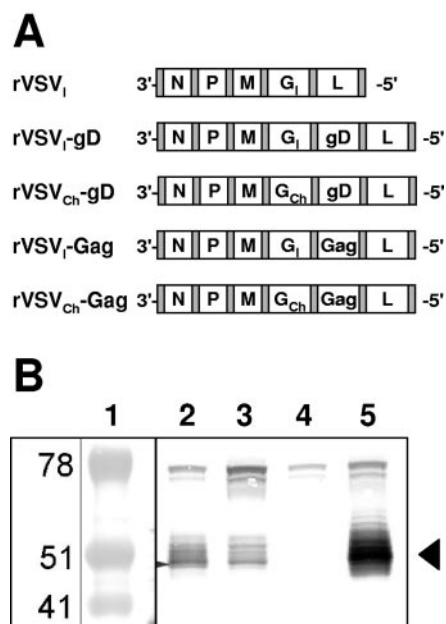 A
rVSVI 3'- N P M GI L -5'
rVSVI-gD 3'- N P M GI gD L -5'
rVSVCh-gD 3'- N P M GCh gD L -5'
rVSVI-Gag 3'- N P M GI Gag L -5'
rVSVCh-Gag 3'- N P M GCh Gag L -5'
B
1 2 3 4 5
78
51
41